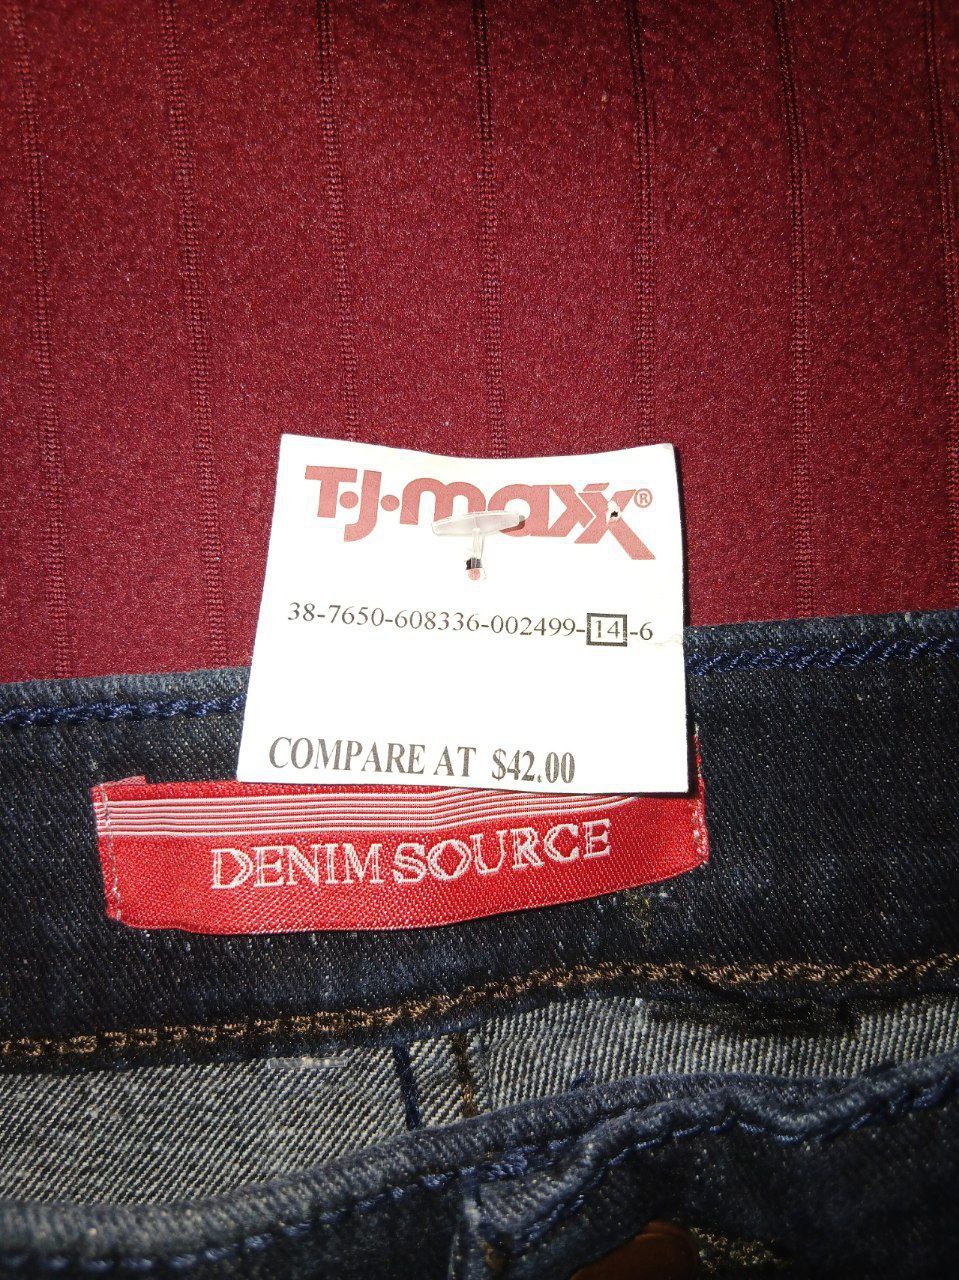 T·J·maxx®
38-7650-608336-002499-14-6
COMPARE AT $42.00
DENIM SOURCE